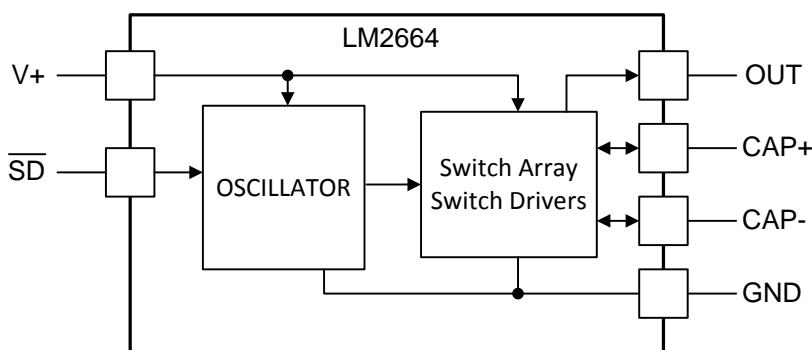 LM2664
V+
OUT
SD
CAP+
OSCILLATOR
Switch Array
Switch Drivers
CAP-
GND